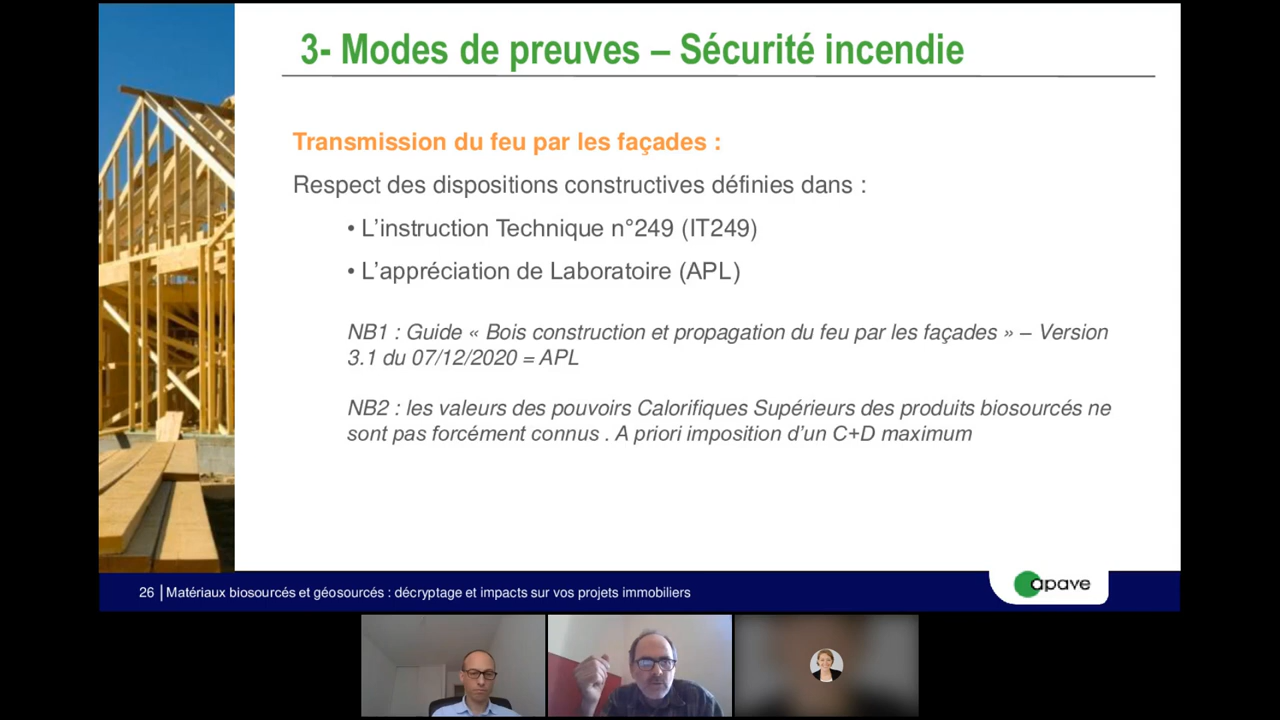 3- Modes de preuves – Sécurité incendie
Transmission du feu par les façades :
Respect des dispositions constructives définies dans :
• L’instruction Technique n°249 (IT249)
• L’appréciation de Laboratoire (APL)
NB1 : Guide « Bois construction et propagation du feu par les façades » – Version
3.1 du 07/12/2020 = APL
NB2 : les valeurs des pouvoirs Calorifiques Supérieurs des produits biosourcés ne
sont pas forcément connus . A priori imposition d’un C+D maximum
26 | Matériaux biosourcés et géosourcés : décryptage et impacts sur vos projets immobiliers
apave